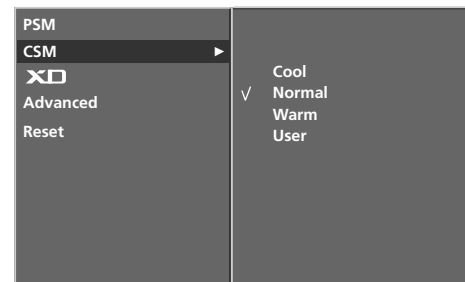 PSM
CSM
XD
Advanced
Reset
Cool
Normal
Warm
User